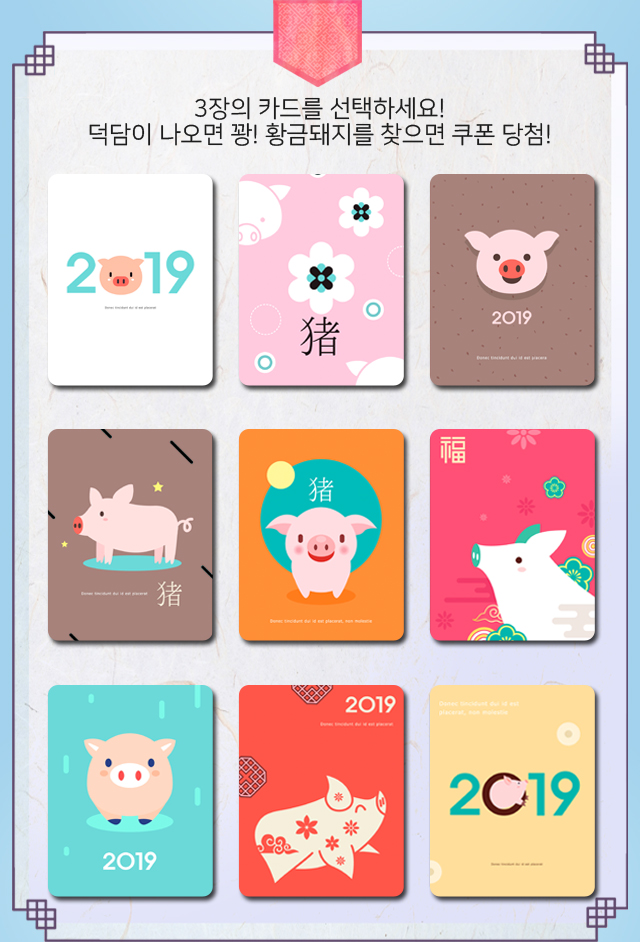 3장의 카드를 선택하세요!
덕담이 나오면 꽝! 황금돼지를 찾으면 쿠폰 당첨!
2019
Donec tincidunt dui id est placerat
猪
2019
Donec tincidunt dui id est placera
Donec tincidunt dui id est placerat
猪
猪
Donec tincidunt dui id est placerat, non molestie
福
2019
2019
Donec tincidunt dui id est placerat
Donec tincidunt dui id est
placerat, non molestie
2019
Donec tincidunt dui id est placerat